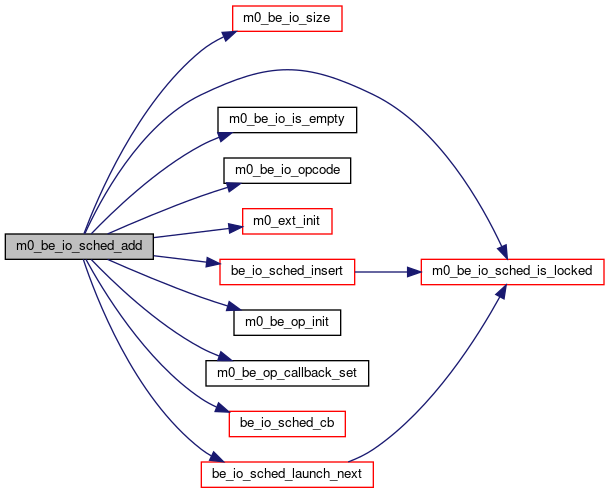 m0_be_io_size
m0_be_io_is_empty
m0_be_io_opcode
m0_ext_init
m0_be_io_sched_add
be_io_sched_insert
m0_be_io_sched_is_locked
m0_be_op_init
m0_be_op_callback_set
be_io_sched_cb
be_io_sched_launch_next